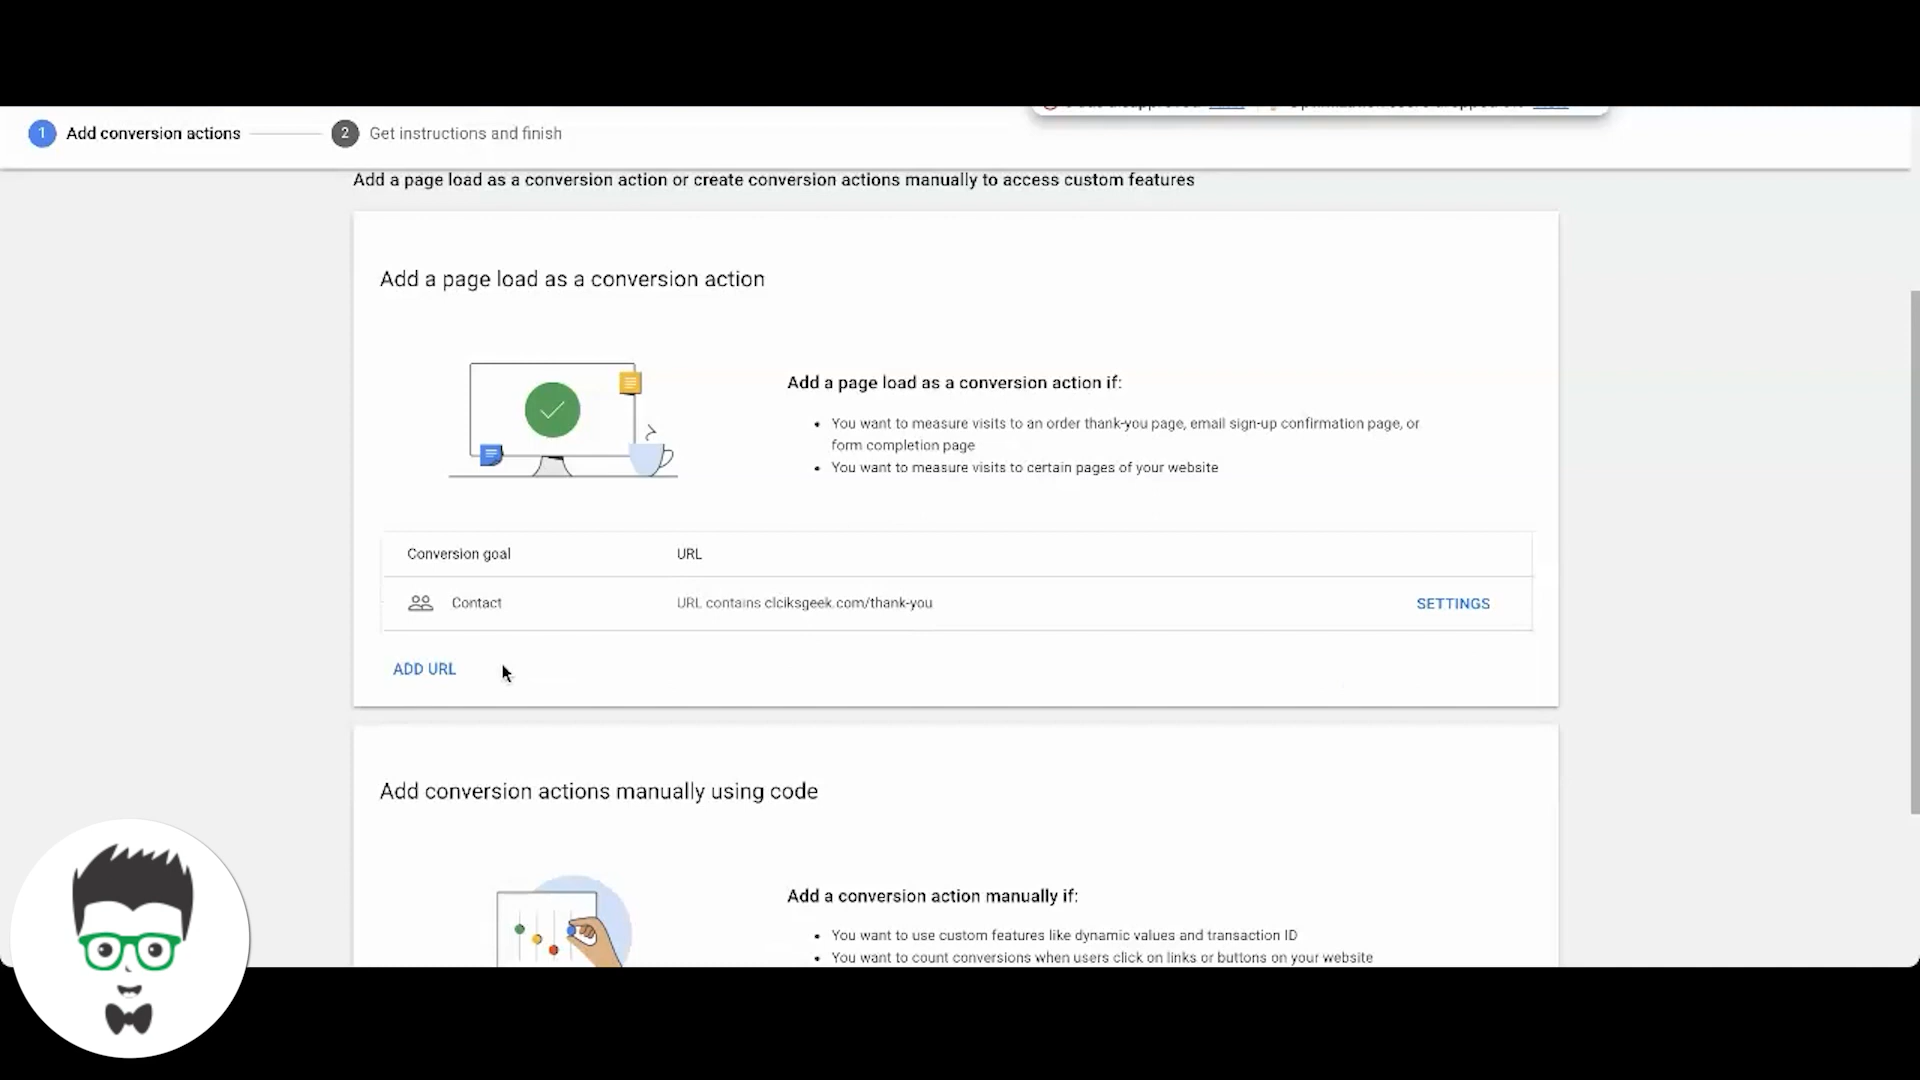 1 Add conversion actions 2 Get instructions and finish
Add a page load as a conversion action or create conversion actions manually to access custom features
Add a page load as a conversion action
Add a page load as a conversion action if:
• You want to measure visits to an order thank-you page, email sign-up confirmation page, or
form completion page
• You want to measure visits to certain pages of your website
Conversion goal URL
Contact URL contains clciksgeek.com/thank-you SETTINGS
ADD URL
Add conversion actions manually using code
Add a conversion action manually if:
• You want to use custom features like dynamic values and transaction ID
• You want to count conversions when users click on links or buttons on your website